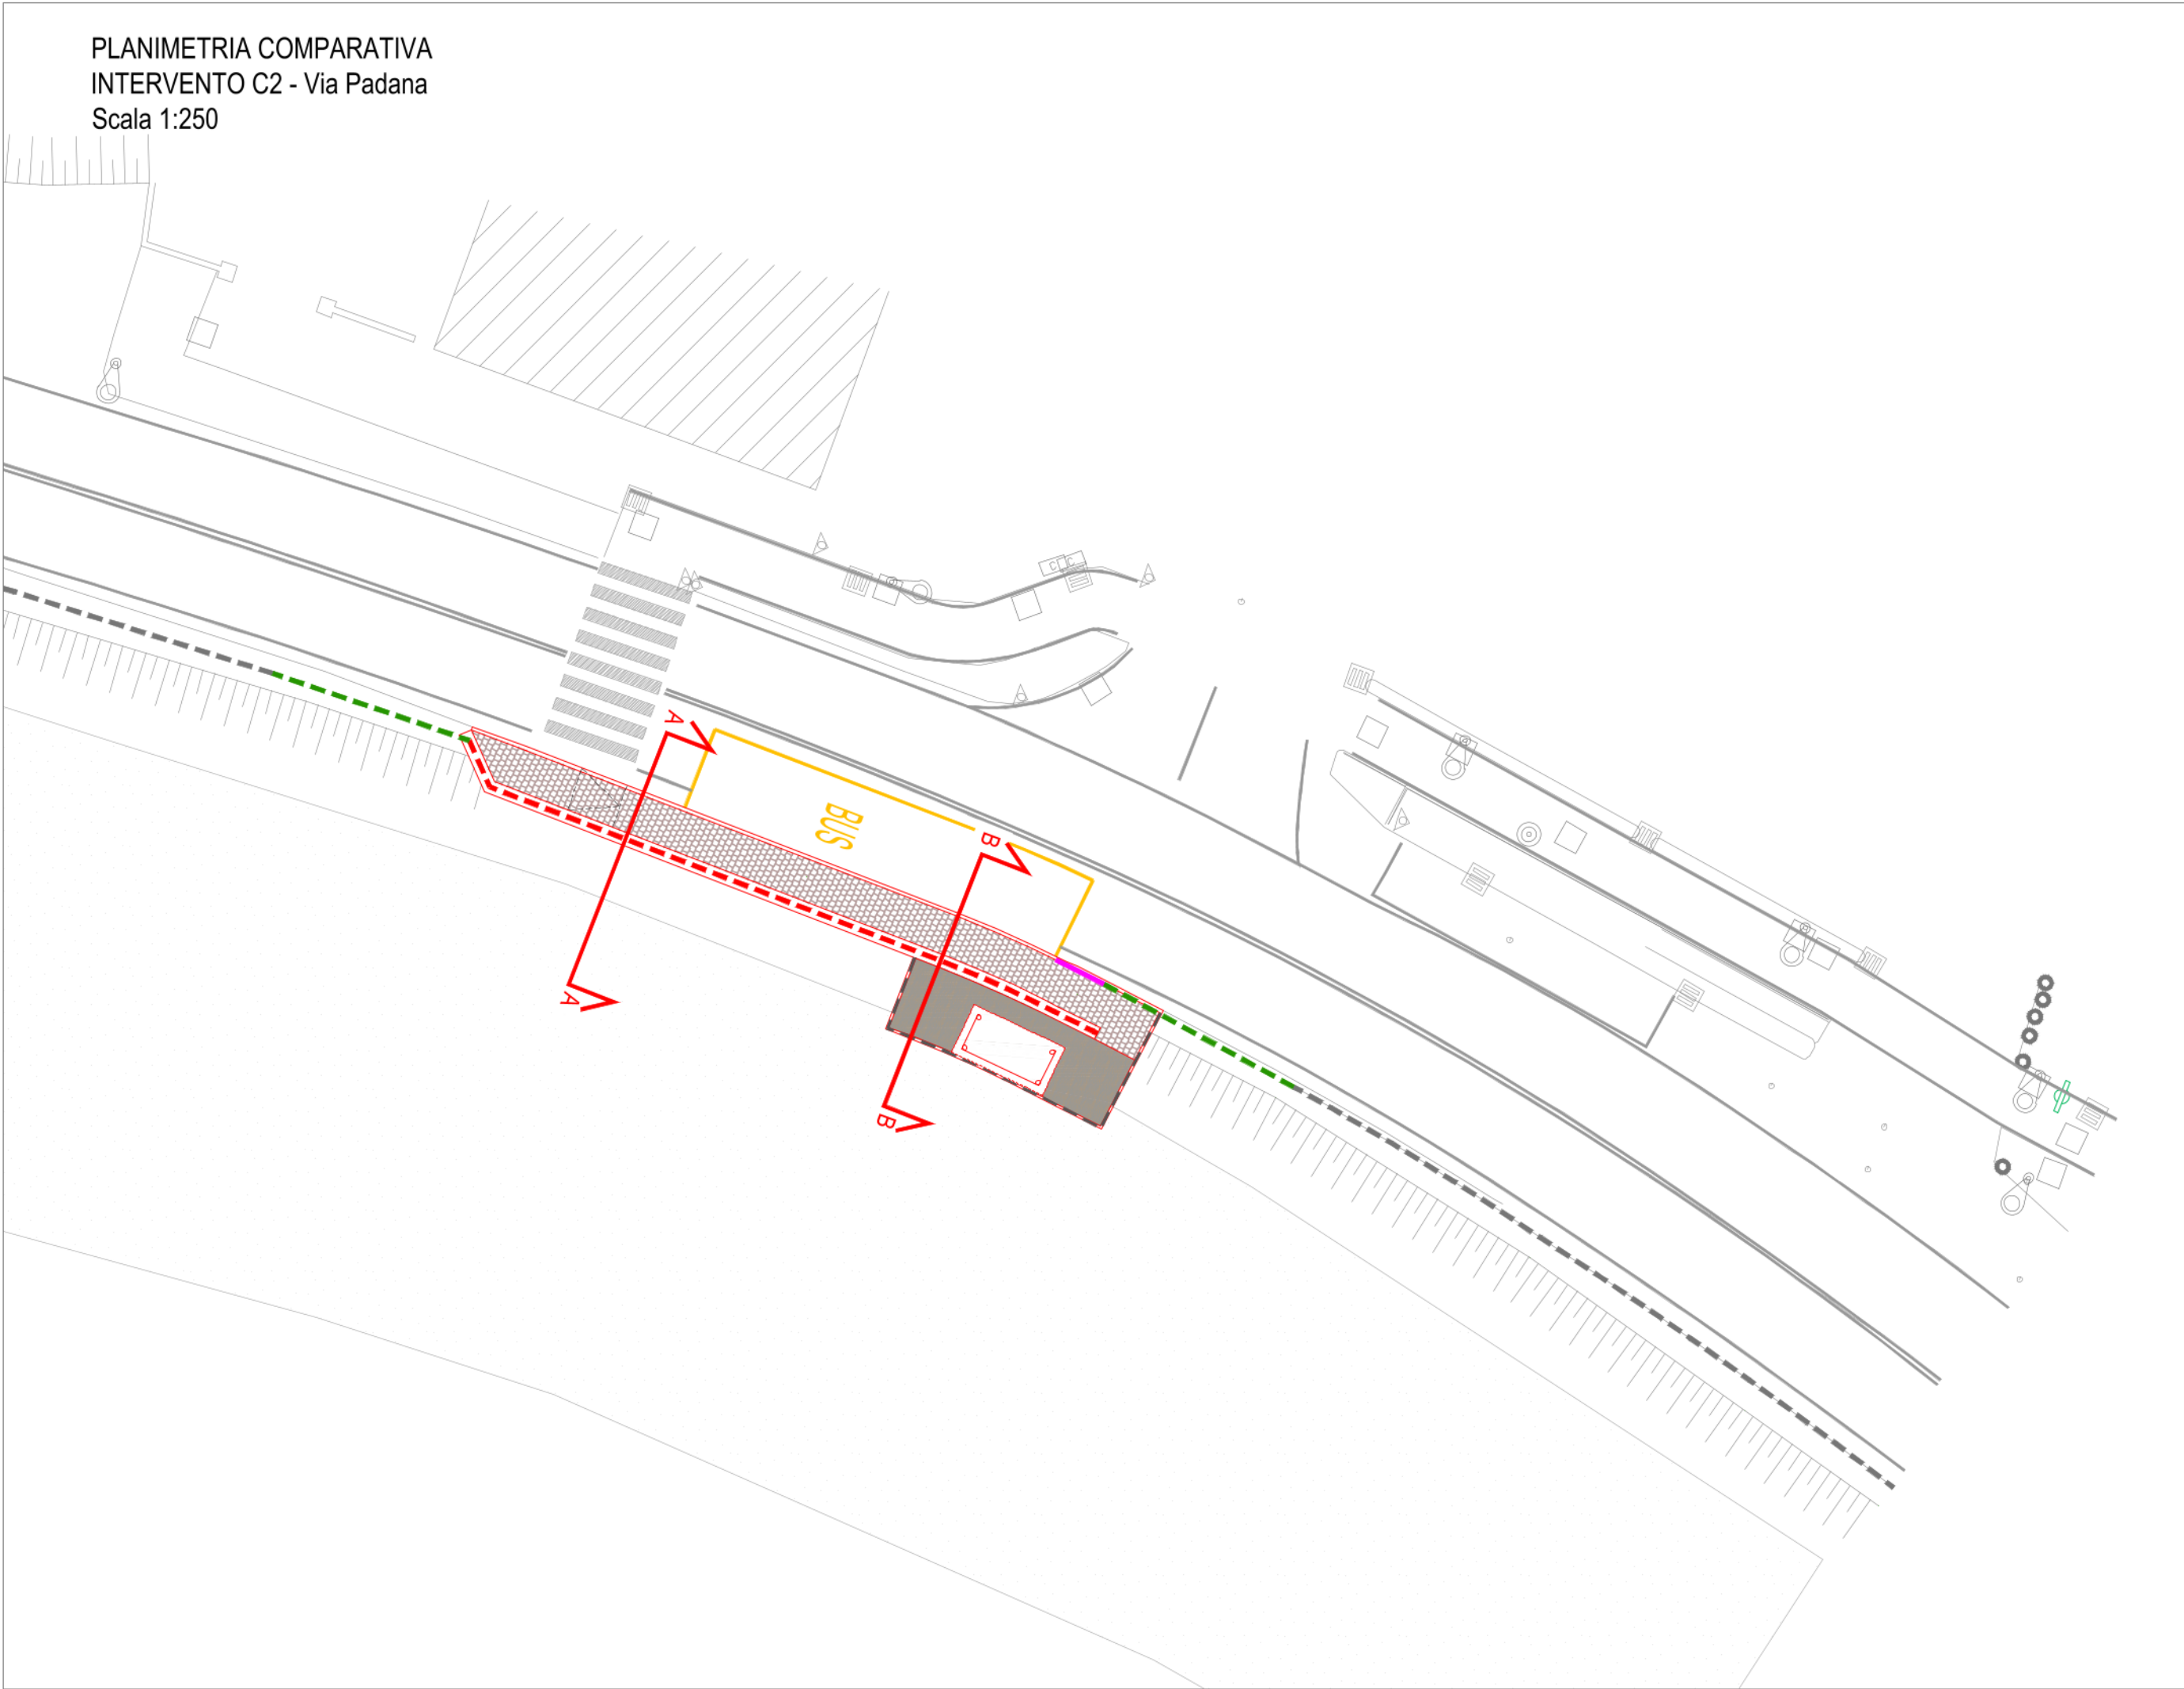 PLANIMETRIA COMPARATIVA
INTERVENTO C2 - Via Padana
Scala 1:250
C C
A
BUS
B
A
B